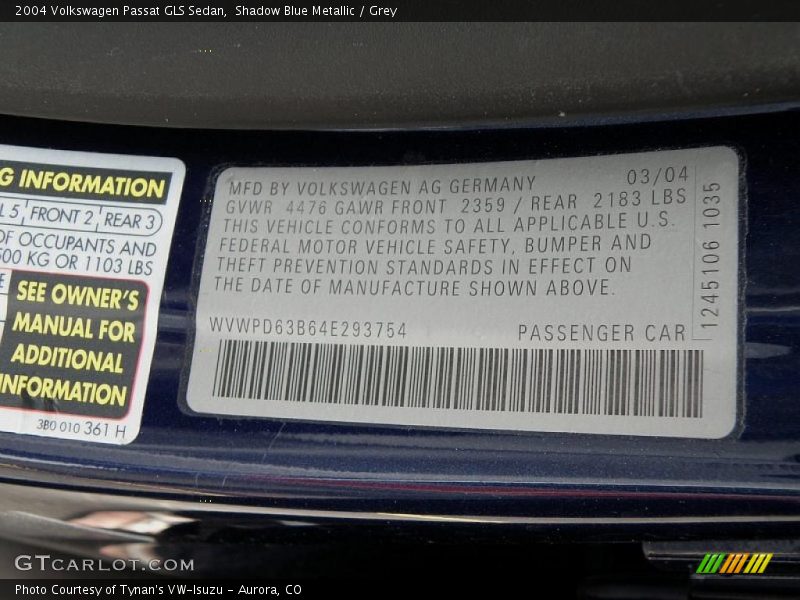 2004 Volkswagen Passat GLS Sedan,  Shadow Blue Metallic / Grey
G INFORMATION
L 5 FRONT 2 REAR 3
OF OCCUPANTS AND
500 KG OR 1103 LBS
SEE OWNER'S
MANUAL FOR
ADDITIONAL
INFORMATION
3B0 010 361 H
MFD BY VOLKSWAGEN AG GERMANY 03/04
GVWR 4476 GAWR FRONT 2359 / REAR 2183 LBS
THIS VEHICLE CONFORMS TO ALL APPLICABLE U.S.
FEDERAL MOTOR VEHICLE SAFETY, BUMPER AND
THEFT PREVENTION STANDARDS IN EFFECT ON
THE DATE OF MANUFACTURE SHOWN ABOVE.
WVWPD63B64E293754 PASSENGER CAR
1245106 1035
GTCARLOT.COM
Photo Courtesy of Tynan's VW-Isuzu - Aurora, CO